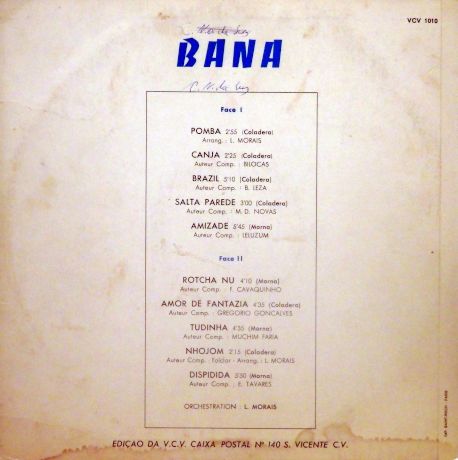 VCV 1010
BANA
Face I
POMBA 2'55 (Coladera)
Arrang. : L. MORAIS
CANJA 2'25 (Coladera)
Auteur Comp. : BILOCAS
BRAZIL 5'10 (Coladera)
Auteur Comp. : B. LEZA
SALTA PAREDE 3'00 (Coladera)
Auteur Comp. : M. D. NOVAS
AMIZADE 5'45 (Morna)
Auteur Comp. : LELUZUM
Face II
ROTCHA NU 4'10 (Morna)
Auteur Comp. : F. CAVAQUINHO
AMOR DE FANTAZIA 4'35 (Coladera)
Auteur Comp. : GREGORIO GONCALVES
TUDINHA 4'35 (Morna)
Auteur Comp. : MUCHIM FARIA
NHOJOM 2'15 (Coladera)
Auteur Comp. : Folclor - Arrang. : L. MORAIS
DISPIDIDA 3'30 (Morna)
Auteur Comp. : E. TAVARES
ORCHESTRATION : L. MORAIS
EDIÇAO DA V.C.V. CAIXA POSTAL Nº 140 S. VICENTE C.V.